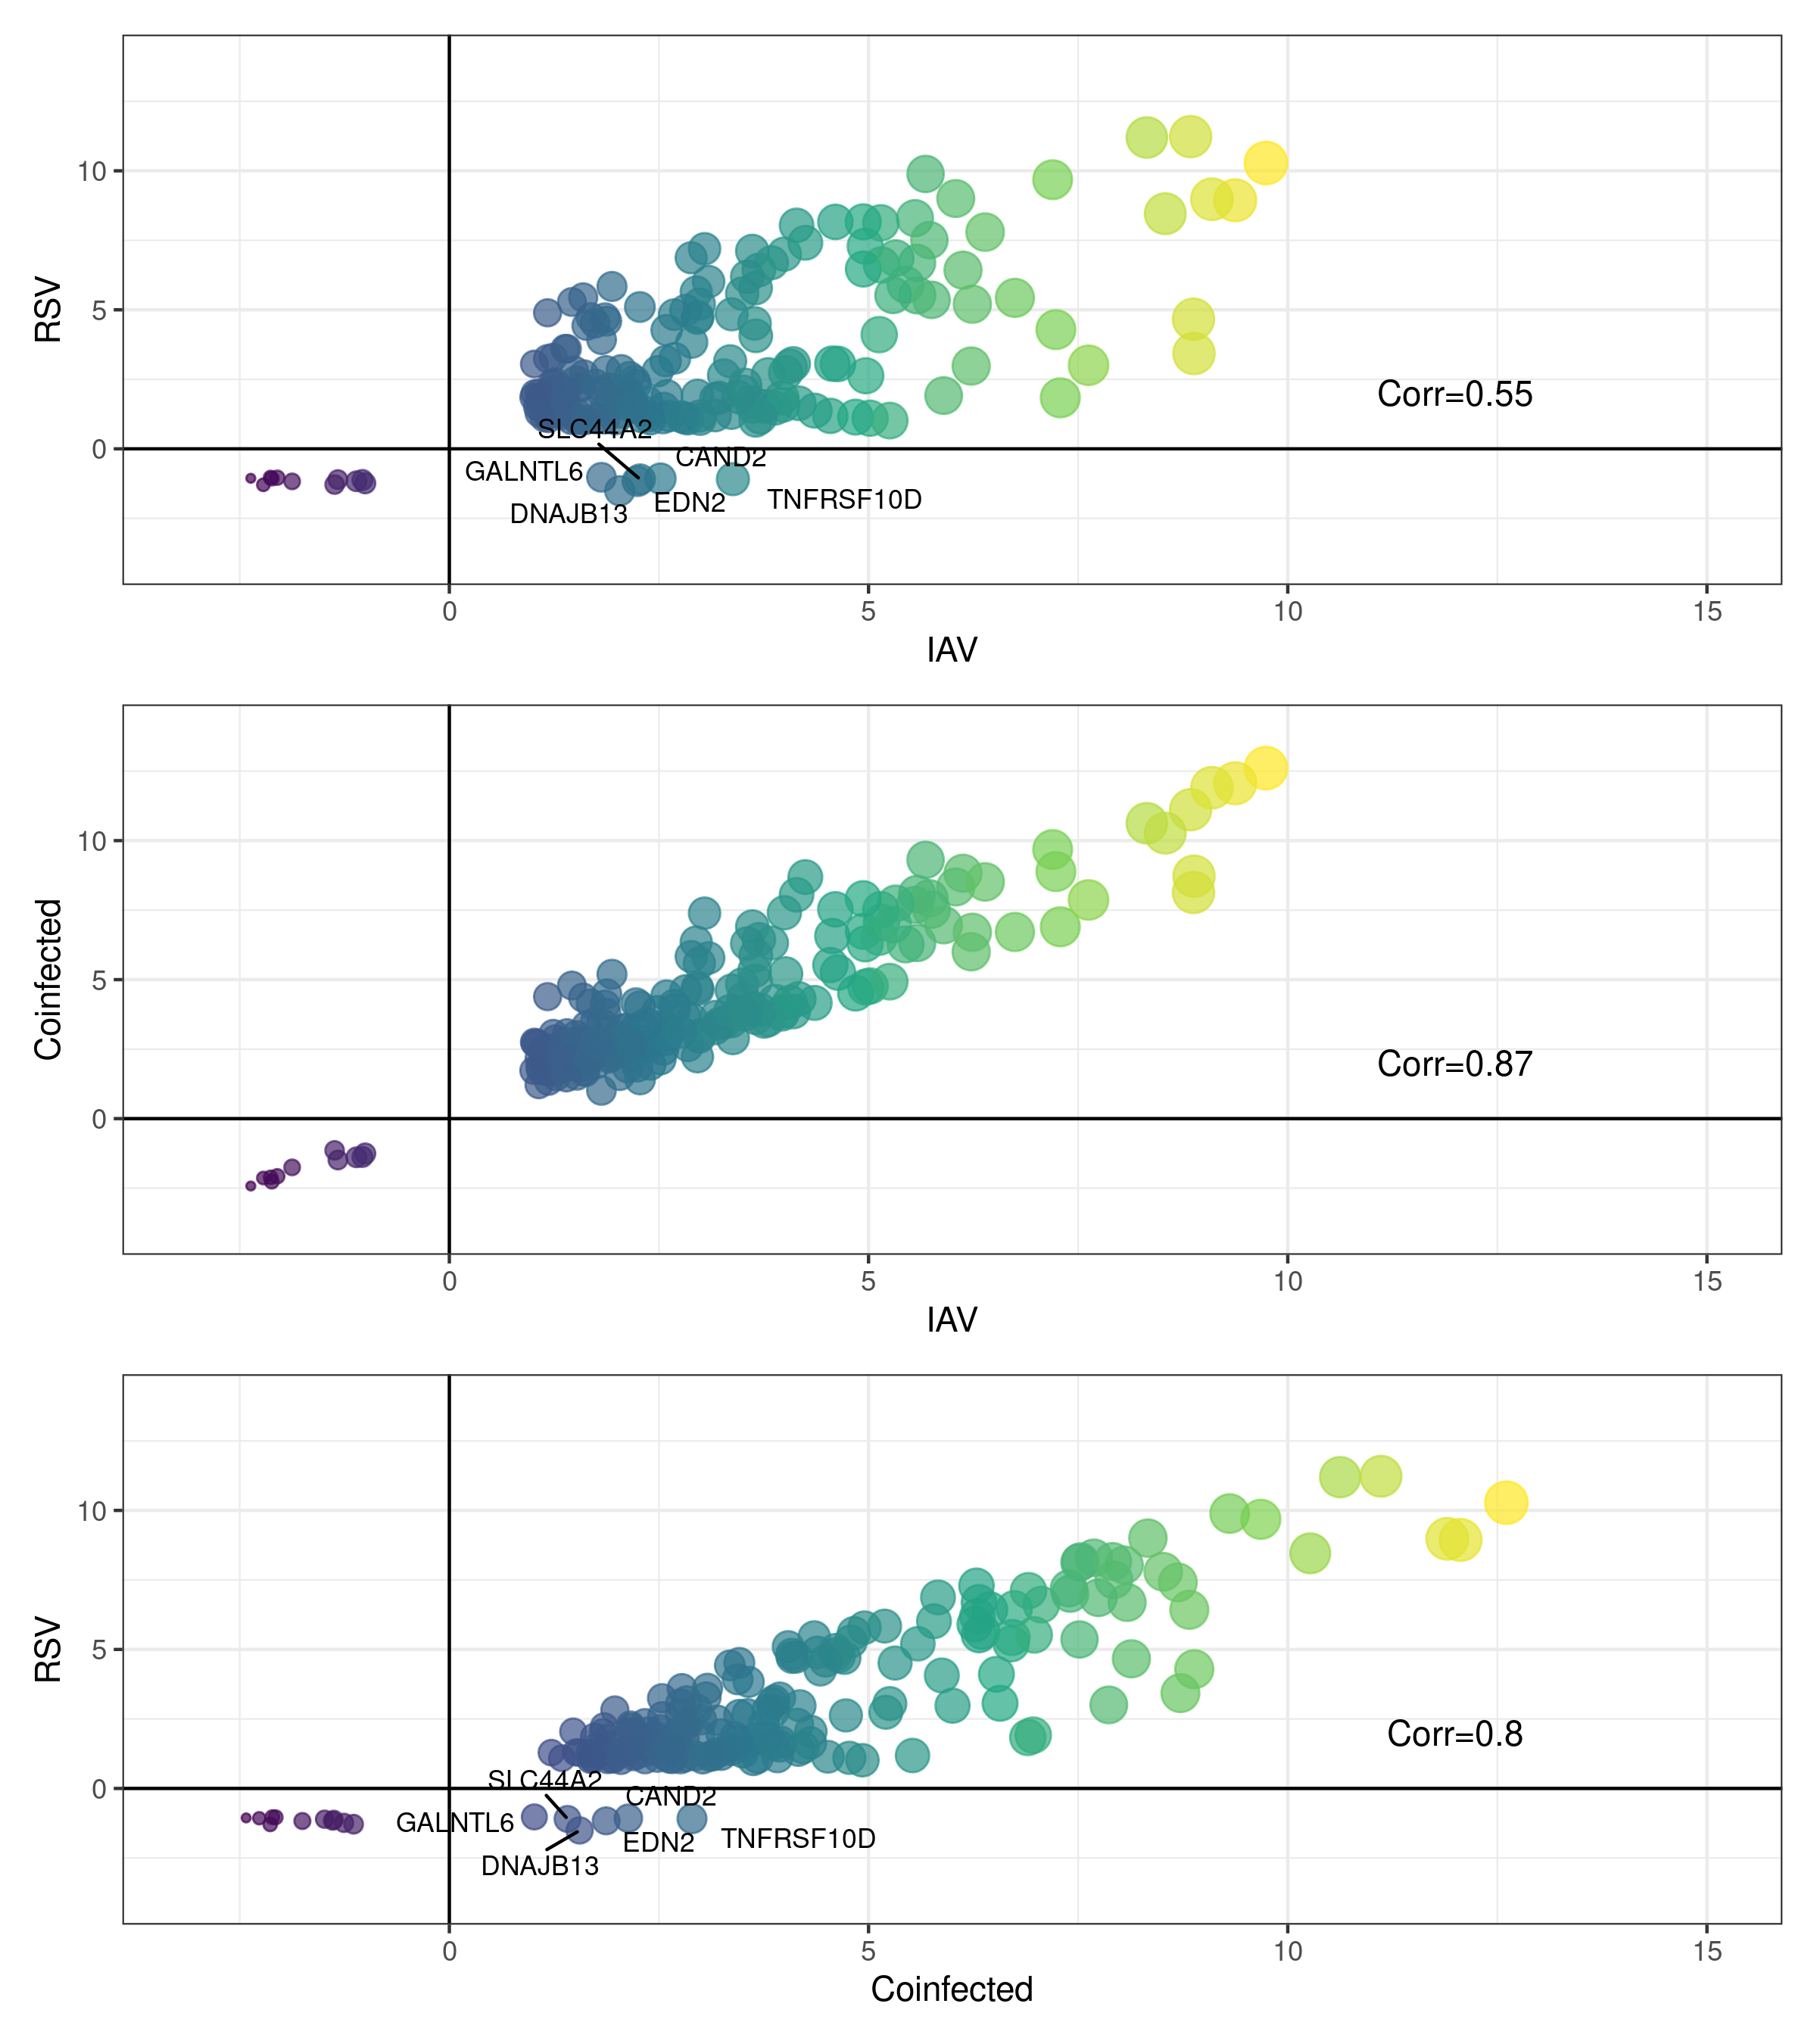 10
5
0
RSV
SLC44A2
CAND2
GALNTL6
EDN2
TNFRSF10D
DNAJB13
Corr=0.55
0 5 10 15
IAV
10
5
0
Coinfected
Corr=0.87
0 5 10 15
IAV
10
5
0
RSV
Corr=0.8
SLC44A2
CAND2
GALNTL6
EDN2
TNFRSF10D
DNAJB13
0 5 10 15
Coinfected